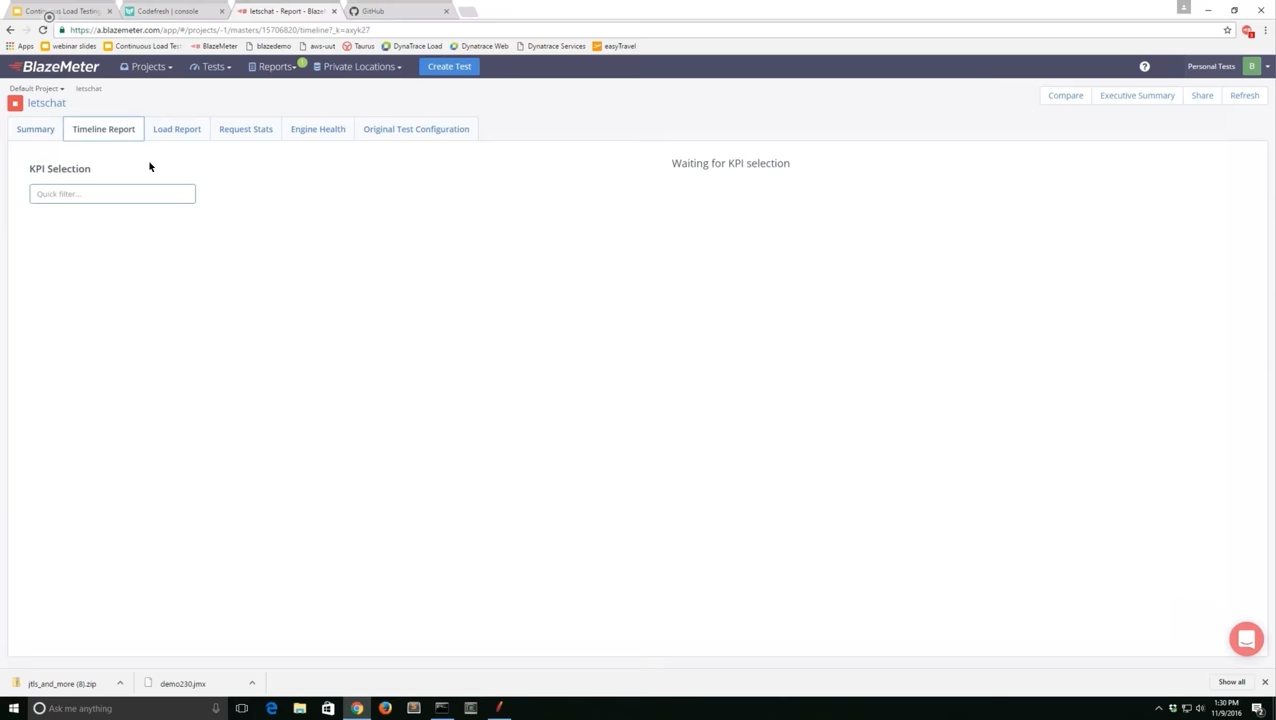 Continuous Load Testing
Codefresh | console
letschat - Report - Blaze
GitHub
https://a.blazemeter.com/app/#/projects/-1/masters/15706820/timeline?_k=axyk27
Apps
webinar slides
Continuous Load Test
BlazeMeter
blazedemo
aws-out
Taurus
DynaTrace Load
Dynatrace Web
Dynatrace Services
easyTravel
BlazeMeter
Projects
Tests
Reports
1
Private Locations
Create Test
?
Personal Tests
B
Default Project
letschat
letschat
Compare
Executive Summary
Share
Refresh
Summary
Timeline Report
Load Report
Request Stats
Engine Health
Original Test Configuration
KPI Selection
Waiting for KPI selection
Quick filter...
jtls_and_more (8).zip
demo230.jmx
Show all
Ask me anything
1:30 PM
11/9/2016